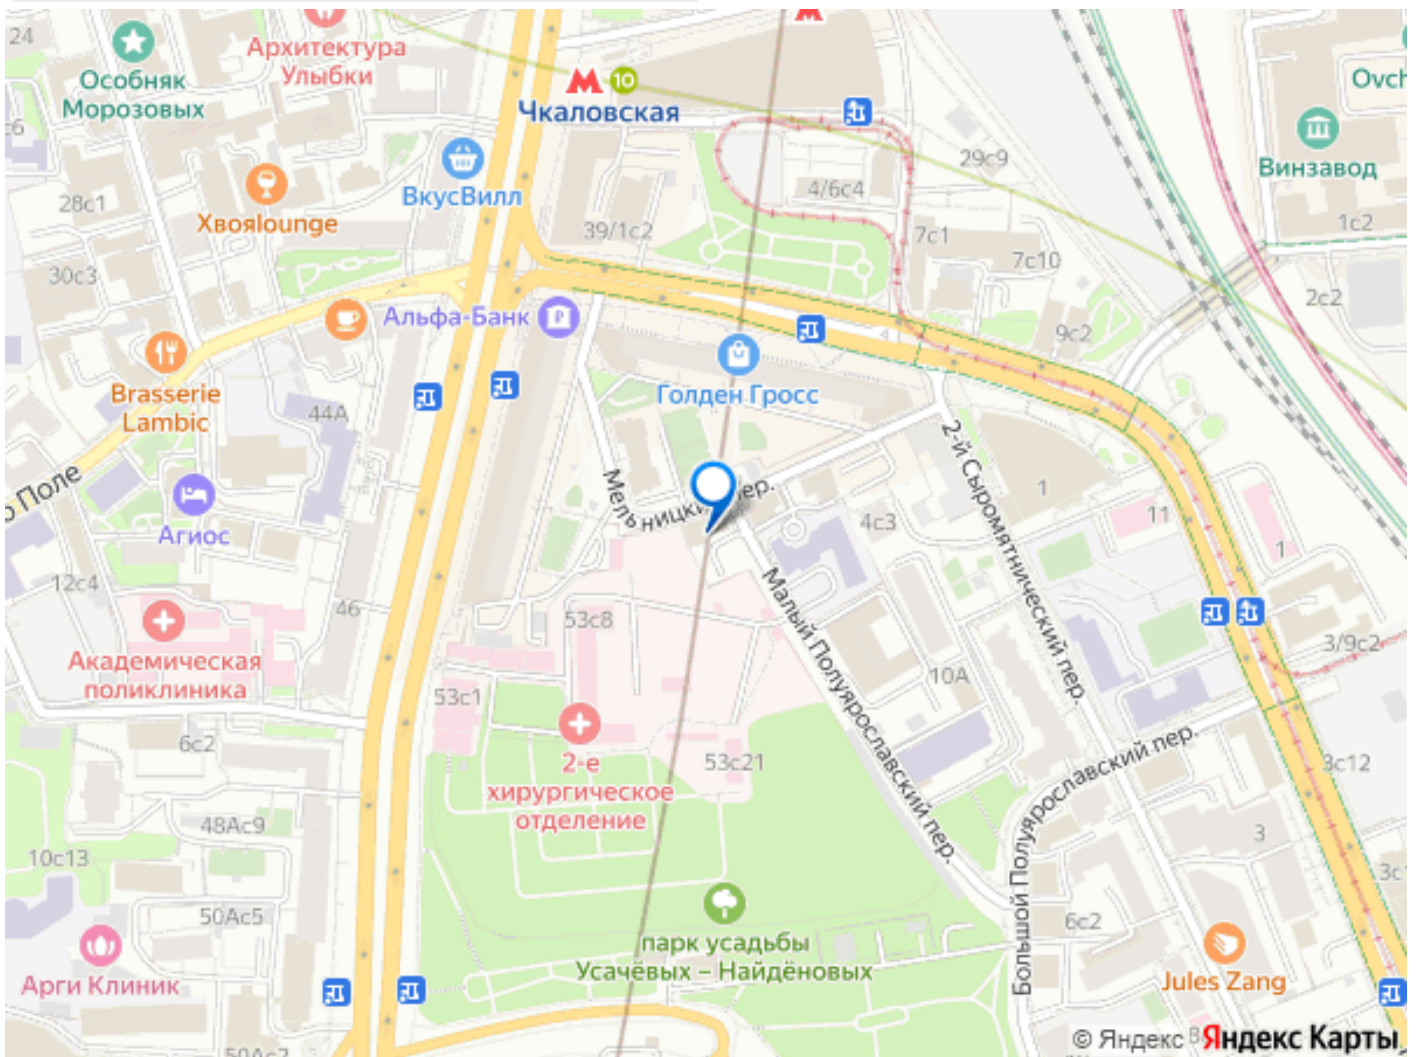 24
Архитектура
Улыбки
Особняк
Морозовых
10
Чкаловская
Ovch
Винзавод
29с9
ВкусВилл
4/6с4
28с1
Хвояlounge
39/1с2
7с1
1с2
7с10
30с3
2с2
Альфа-Банк
9с2
Brasserie
Lambic
44А
Голден Гросс
2-й Сыромятнический пер.
Мельницкий пер.
о Поле
1
11
4с3
Агиос
1
12с4
46
53с8
Малый Полуярославский пер.
3/9с2
Академическая
поликлиника
10А
53с1
6с2
2-е
хирургическое
отделение
53с21
Большой Полуярославский пер.
3с12
48Ас9
3
10с13
3с1
50Ас5
6с2
парк усадьбы
Усачёвых – Найдёновых
Арги Клиник
Jules Zang
50Ас2
© Яндекс
Яндекс Карты